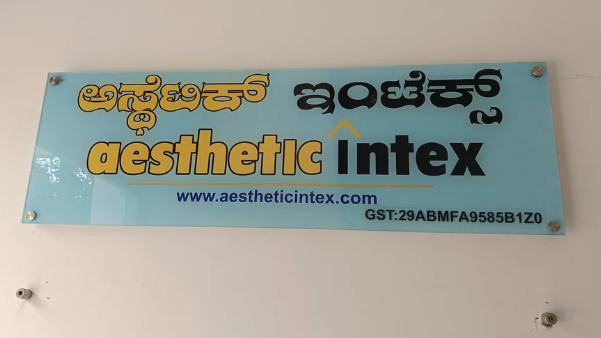 ಅಸ್ಥೆಟಿಕ್ ಇಂಟೆಕ್ಸ್
aesthetic intex
www.aestheticintex.com
GST:29ABMFA9585B1Z0